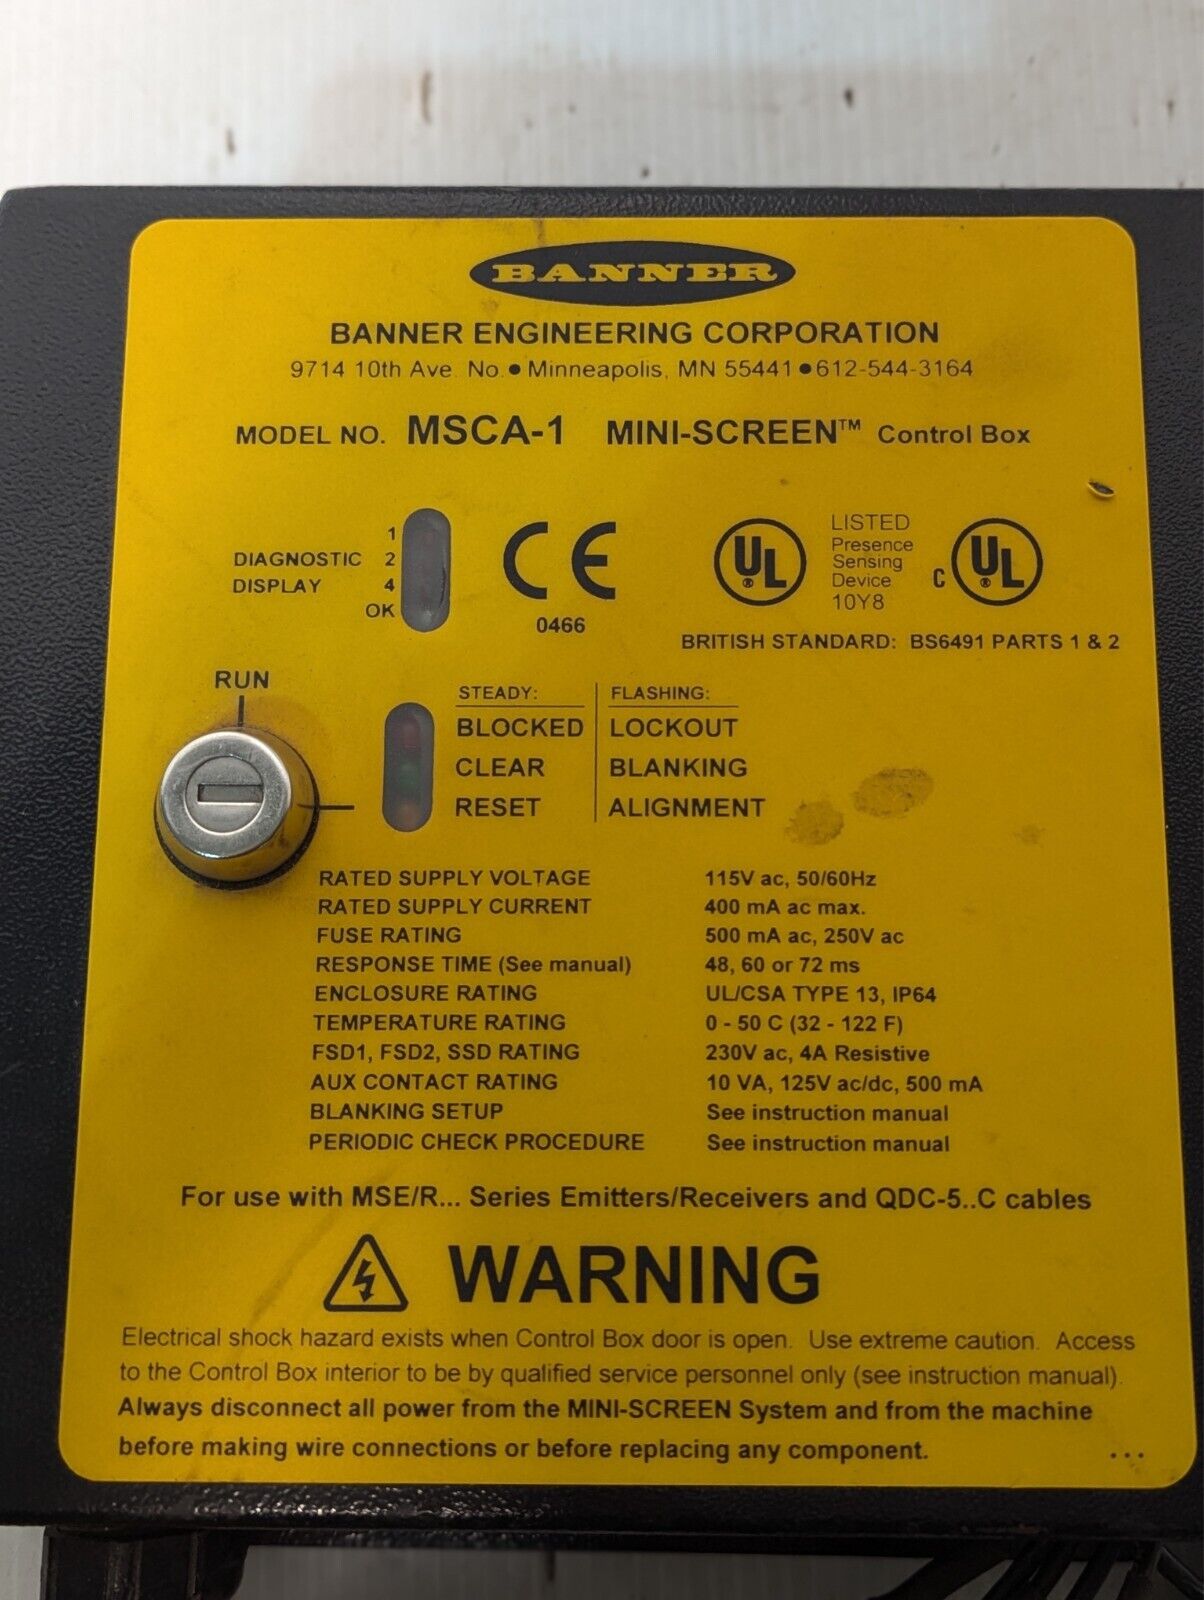 BANNER
BANNER ENGINEERING CORPORATION
9714 10th Ave. No. • Minneapolis, MN 55441 • 612-544-3164
MODEL NO. MSCA-1 MINI-SCREEN™ Control Box
DIAGNOSTIC DISPLAY
1
2
4
OK
CE
0466
UL ®
LISTED
Presence
Sensing
Device
10Y8
C UL ®
BRITISH STANDARD: BS6491 PARTS 1 & 2
RUN
STEADY: FLASHING:
BLOCKED LOCKOUT
CLEAR BLANKING
RESET ALIGNMENT
RATED SUPPLY VOLTAGE 115V ac, 50/60Hz
RATED SUPPLY CURRENT 400 mA ac max.
FUSE RATING 500 mA ac, 250V ac
RESPONSE TIME (See manual) 48, 60 or 72 ms
ENCLOSURE RATING UL/CSA TYPE 13, IP64
TEMPERATURE RATING 0 - 50 C (32 - 122 F)
FSD1, FSD2, SSD RATING 230V ac, 4A Resistive
AUX CONTACT RATING 10 VA, 125V ac/dc, 500 mA
BLANKING SETUP See instruction manual
PERIODIC CHECK PROCEDURE See instruction manual
For use with MSE/R... Series Emitters/Receivers and QDC-5..C cables
WARNING
Electrical shock hazard exists when Control Box door is open. Use extreme caution. Access
to the Control Box interior to be by qualified service personnel only (see instruction manual).
Always disconnect all power from the MINI-SCREEN System and from the machine
before making wire connections or before replacing any component. ...